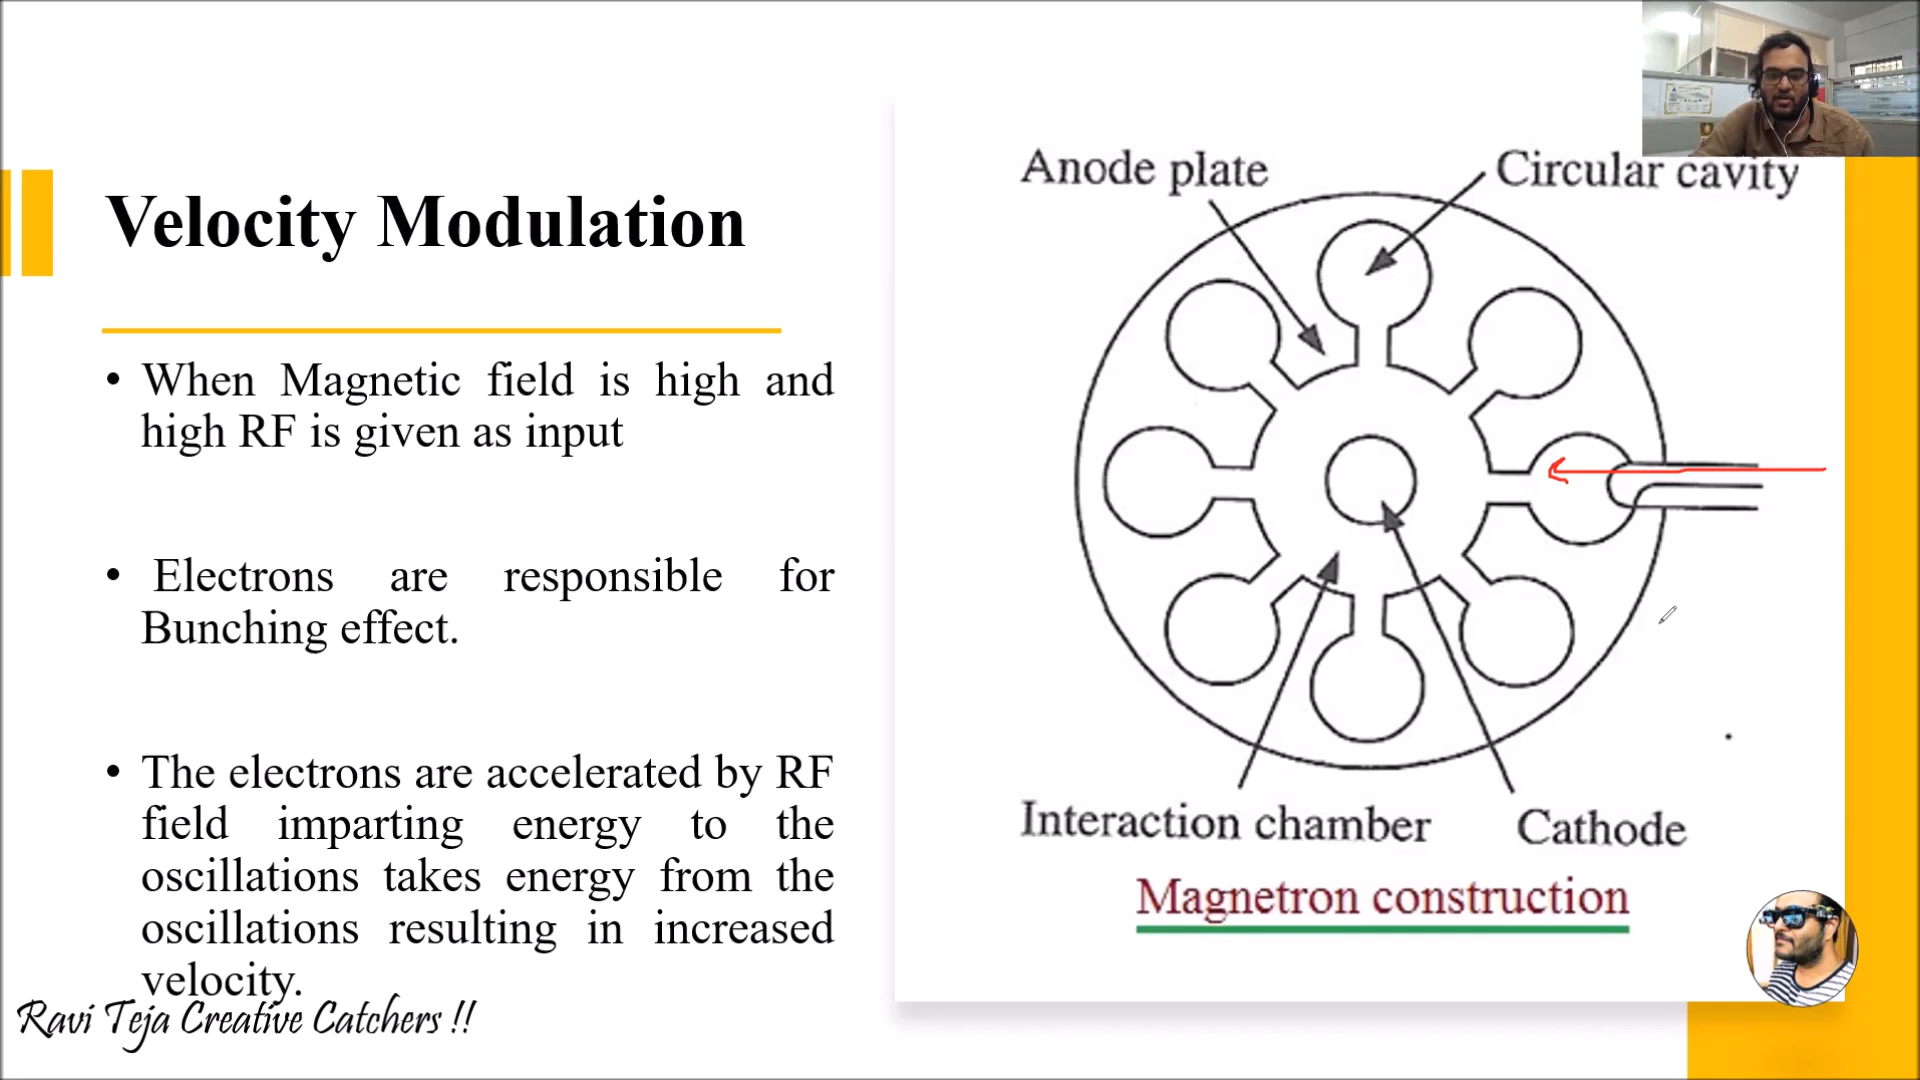 Velocity Modulation
• When Magnetic field is high and
high RF is given as input
• Electrons are responsible for
Bunching effect.
• The electrons are accelerated by RF
field imparting energy to the
oscillations takes energy from the
oscillations resulting in increased
velocity.
Ravi Teja Creative Catchers !!
Anode plate
Circular cavity
Interaction chamber
Cathode
Magnetron construction